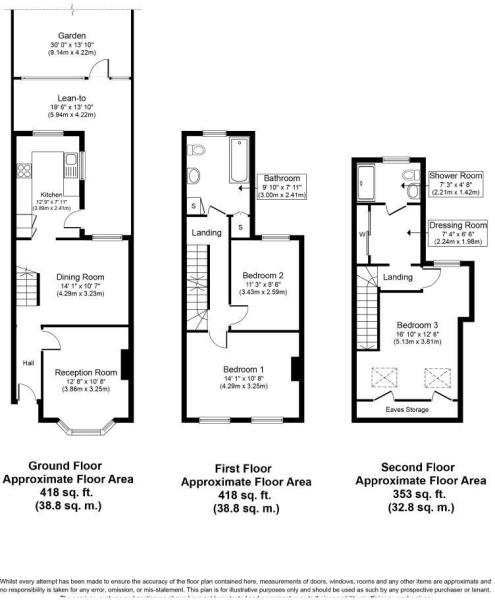 Garden
30' 0" x 13' 10"
(9.14m x 4.22m)
Lean-to
19' 6" x 13' 10"
(5.94m x 4.22m)
Kitchen
12' 9" x 7' 11"
(3.89m x 2.41m)
Dining Room
14' 1" x 10' 7"
(4.29m x 3.23m)
Hall
Reception Room
12' 8" x 10' 8"
(3.86m x 3.25m)
Ground Floor
Approximate Floor Area
418 sq. ft.
(38.8 sq. m.)
Bathroom
9' 10" x 7' 11"
(3.00m x 2.41m)
S
S
Landing
Bedroom 2
11' 3" x 8' 6"
(3.43m x 2.59m)
Bedroom 1
14' 1" x 10' 8"
(4.29m x 3.25m)
First Floor
Approximate Floor Area
418 sq. ft.
(38.8 sq. m.)
Shower Room
7' 3" x 4' 8"
(2.21m x 1.42m)
Dressing Room
7' 4" x 6' 6"
(2.24m x 1.98m)
W
Landing
Bedroom 3
16' 10" x 12' 6"
(5.13m x 3.81m)
Eaves Storage
Second Floor
Approximate Floor Area
353 sq. ft.
(32.8 sq. m.)
Whilst every attempt has been made to ensure the accuracy of the floor plan contained here, measurements of doors, windows, rooms and any other items are approximate and
no responsibility is taken for any error, omission, or mis-statement. This plan is for illustrative purposes only and should be used as such by any prospective purchaser or tenant.